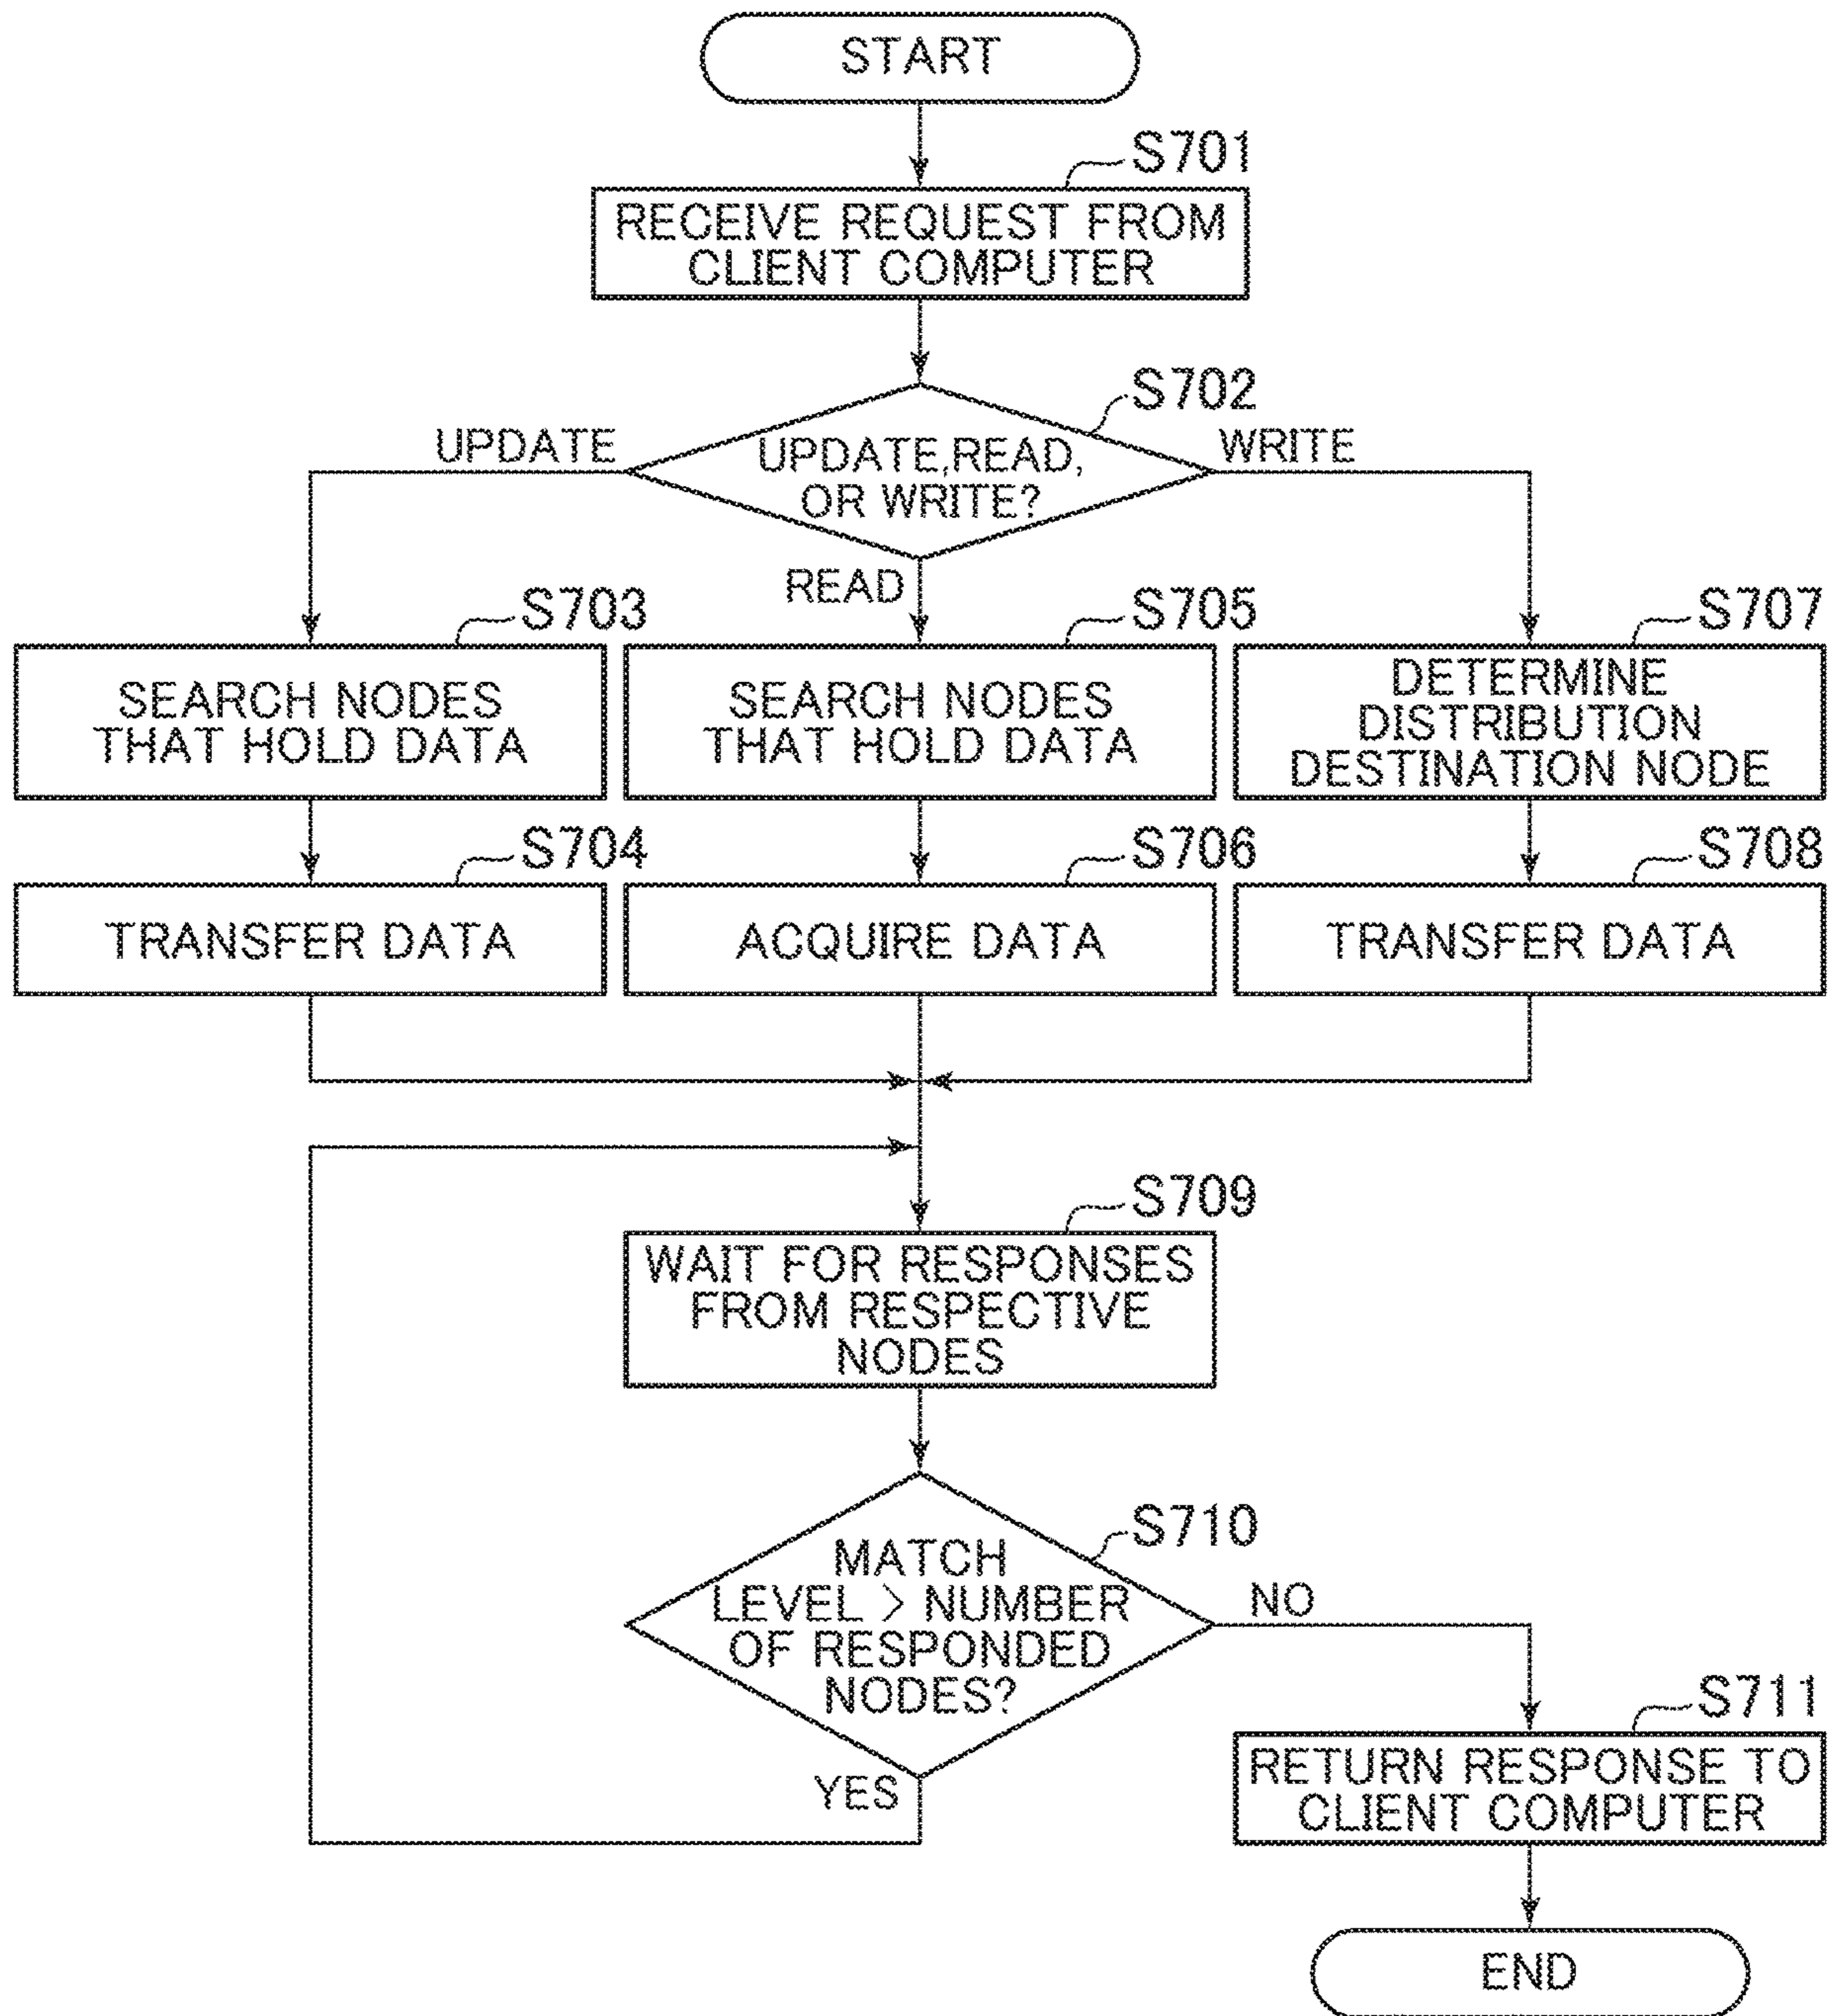 START
S701
RECEIVE REQUEST FROM
CLIENT COMPUTER
S702
UPDATE
UPDATE,READ,
OR WRITE?
WRITE
READ
S703
SEARCH NODES
THAT HOLD DATA
S705
SEARCH NODES
THAT HOLD DATA
S707
DETERMINE
DISTRIBUTION
DESTINATION NODE
S704
TRANSFER DATA
S706
ACQUIRE DATA
S708
TRANSFER DATA
S709
WAIT FOR RESPONSES
FROM RESPECTIVE
NODES
S710
MATCH
LEVEL > NUMBER
OF RESPONDED
NODES?
NO
YES
S711
RETURN RESPONSE TO
CLIENT COMPUTER
END